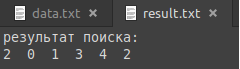 data.txt × result.txt ×
результат поиска:
2 0 1 3 4 2